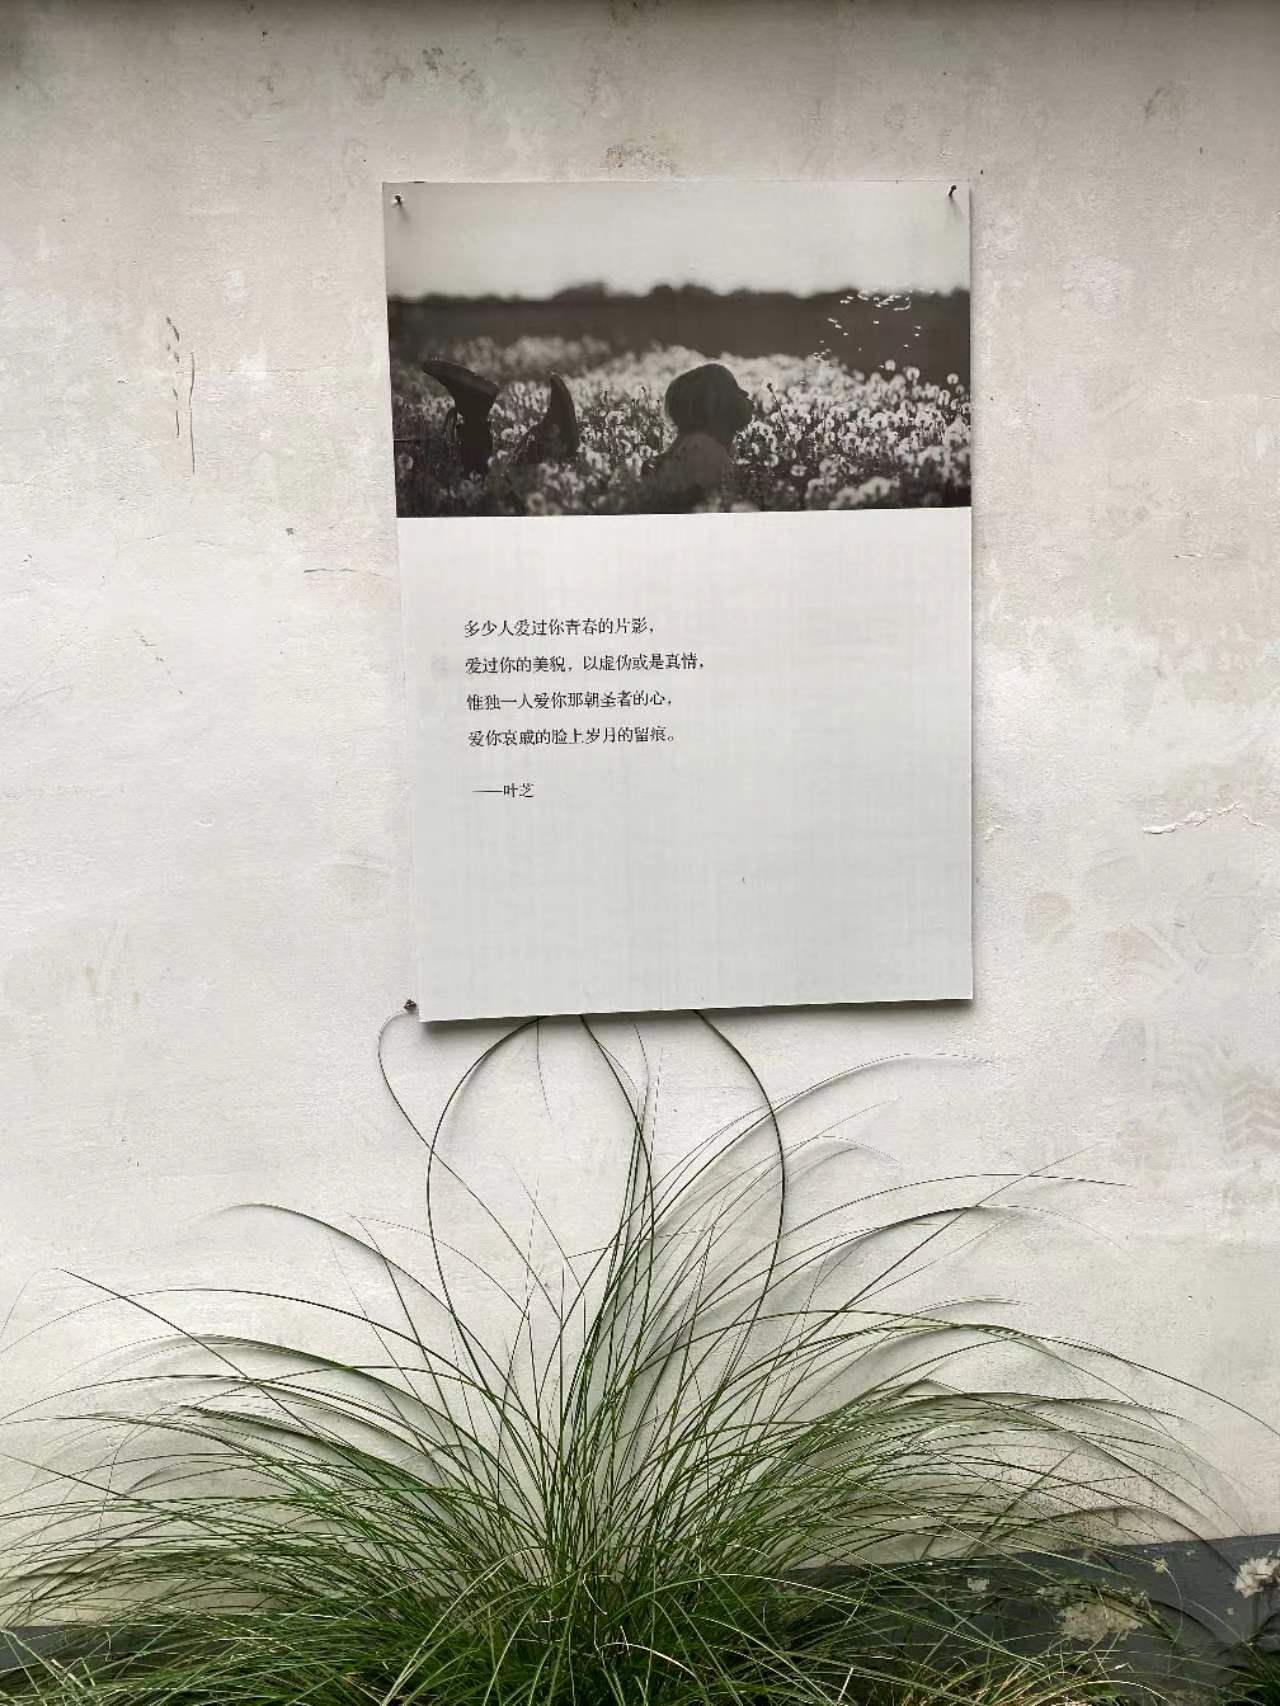 多少人爱过你青春的片影，
爱过你的美貌，以虚伪或是真情，
惟独一人爱你那朝圣者的心，
爱你哀戚的脸上岁月的留痕。
——叶芝